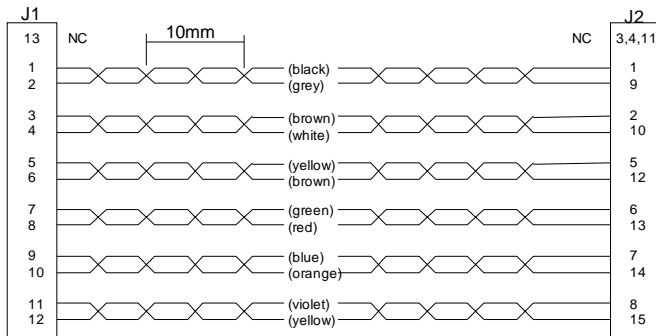 J1 J2
13 NC 10mm NC 3,4,11
1 (black) 1
2 (grey) 9
3 (brown) 2
4 (white) 10
5 (yellow) 5
6 (brown) 12
7 (green) 6
8 (red) 13
9 (blue) 7
10 (orange) 14
11 (violet) 8
12 (yellow) 15